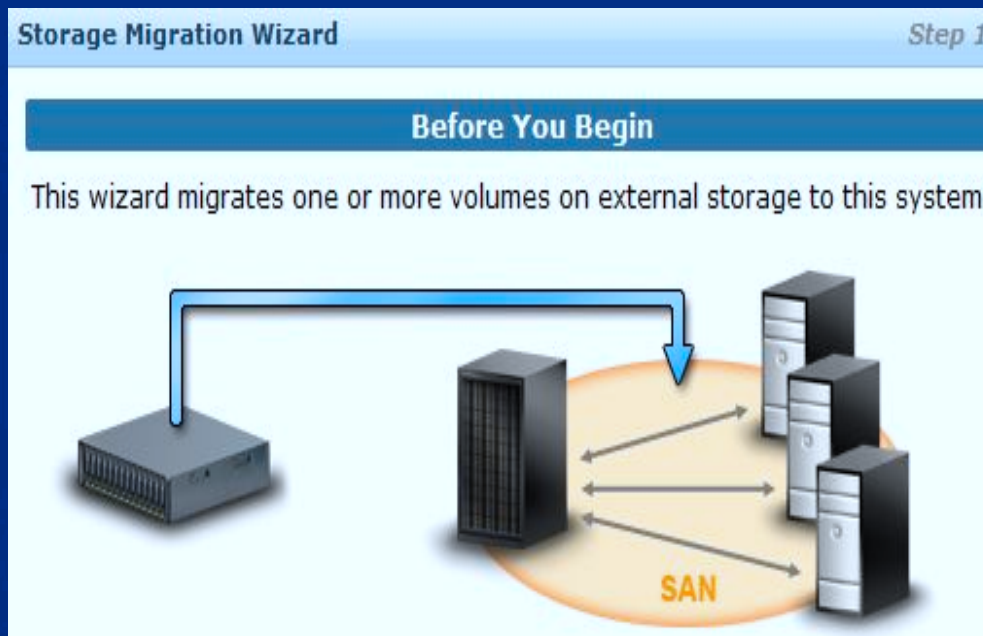 Storage Migration Wizard Step 1
Before You Begin
This wizard migrates one or more volumes on external storage to this system
SAN